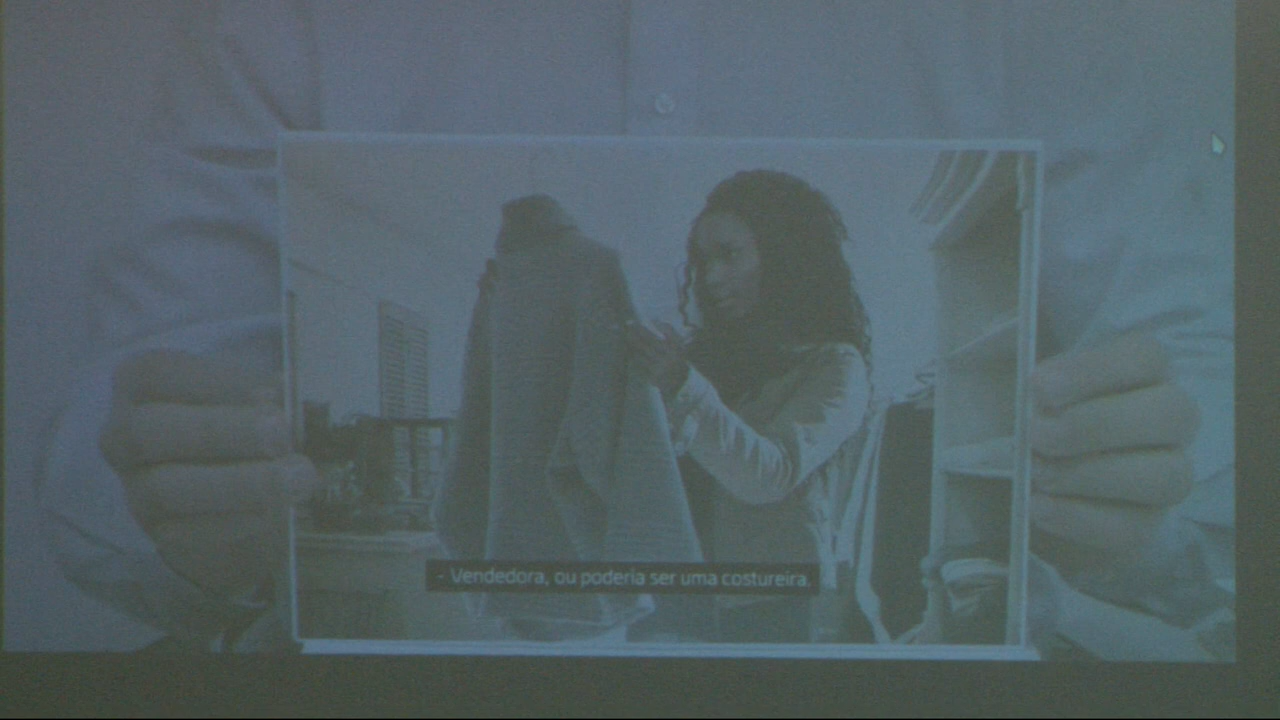 - Vendedora, ou poderia ser uma costureira.